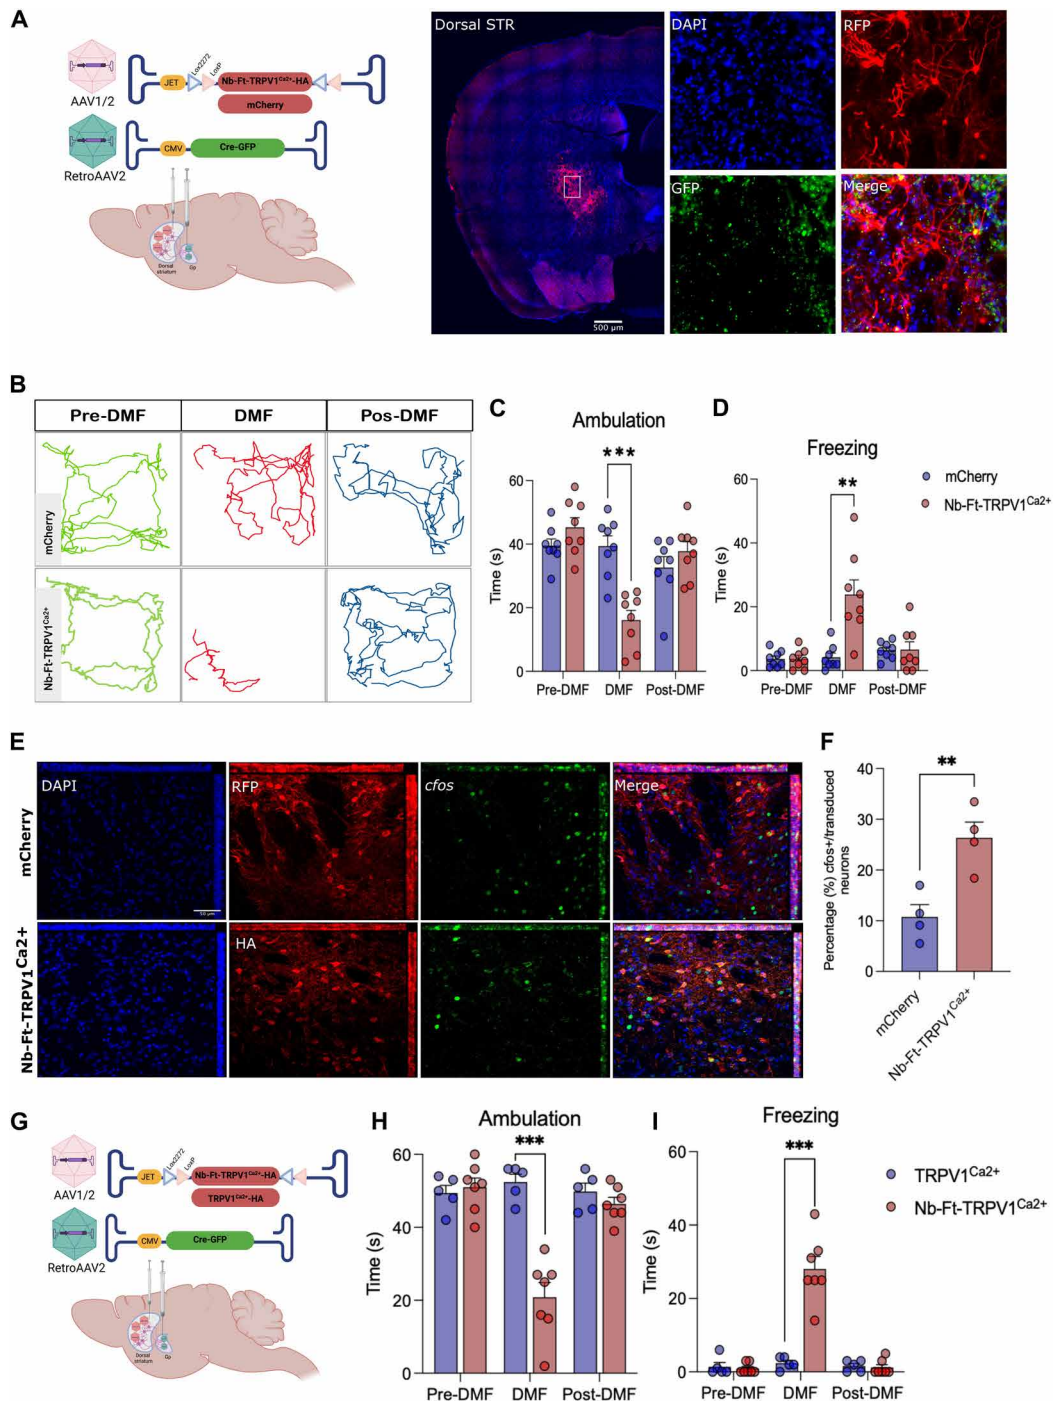 A
Lox2272
LoxP
JET
Nb-Ft-TRPV1Ca2+-HA
mCherry
AAV1/2
CMV
Cre-GFP
RetroAAV2
Dorsal
striatum
Gp
Dorsal STR
500 µm
DAPI
RFP
GFP
Merge
B
Pre-DMF
DMF
Pos-DMF
mCherry
Nb-Ft-TRPV1Ca2+
C
Ambulation
***
Time (s)
60
40
20
0
Pre-DMF
DMF
Post-DMF
D
Freezing
**
Time (s)
60
40
20
0
Pre-DMF
DMF
Post-DMF
mCherry
Nb-Ft-TRPV1Ca2+
E
mCherry
DAPI
RFP
cfos
Merge
50 µm
Nb-Ft-TRPV1Ca2+
HA
F
**
Percentage (%) cfos+/transduced
neurons
40
30
20
10
0
mCherry
Nb-Ft-TRPV1Ca2+
G
Lox2272
LoxP
JET
Nb-Ft-TRPV1Ca2+-HA
TRPV1Ca2+-HA
AAV1/2
CMV
Cre-GFP
RetroAAV2
Dorsal
striatum
Gp
H
Ambulation
***
Time (s)
60
40
20
0
Pre-DMF
DMF
Post-DMF
I
Freezing
***
Time (s)
60
40
20
0
Pre-DMF
DMF
Post-DMF
TRPV1Ca2+
Nb-Ft-TRPV1Ca2+